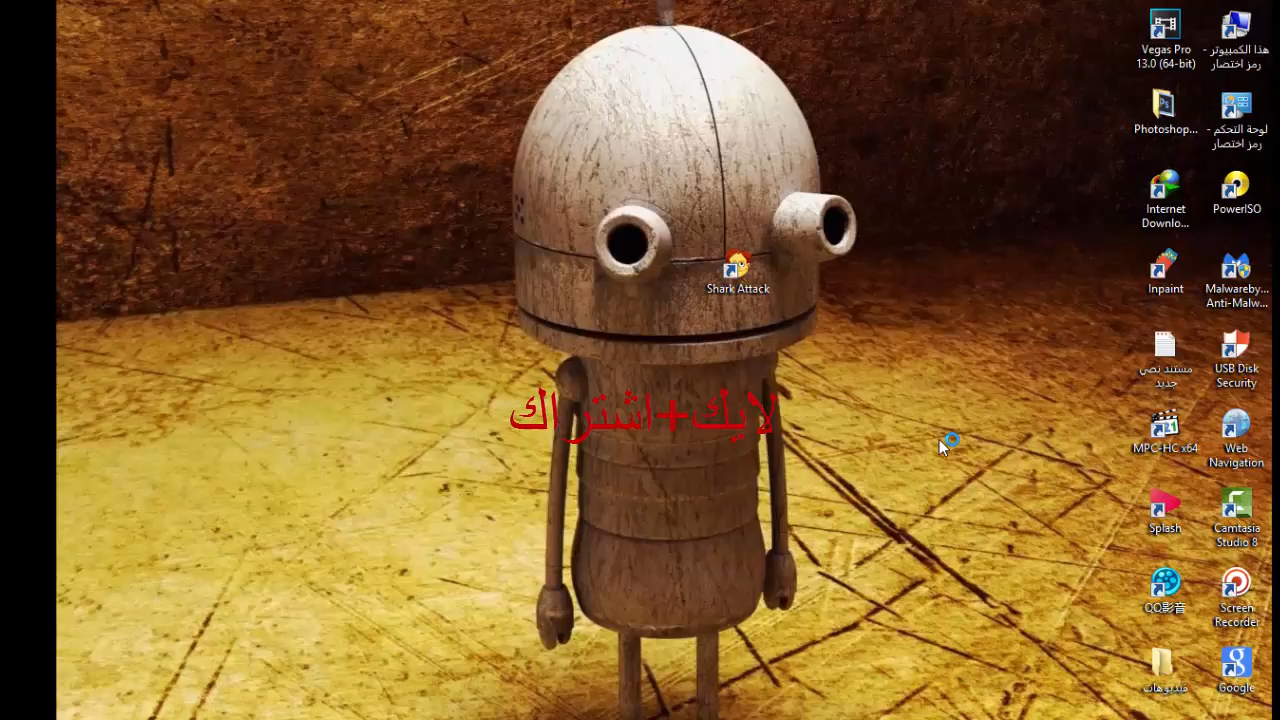 هذا الكمبيوتر -
رمز اختصار
Vegas Pro
13.0 (64-bit)
لوحة التحكم -
رمز اختصار
Photoshop...
PowerISO
Internet
Downlo...
Malwareby...
Anti-Malw...
Inpaint
Shark Attack
USB Disk
Security
مستند نصي
جديد
لايك+اشتراك
Web
Navigation
MPC-HC x64
Camtasia
Studio 8
Splash
Screen
Recorder
QQ影音
Google
ميديوهات